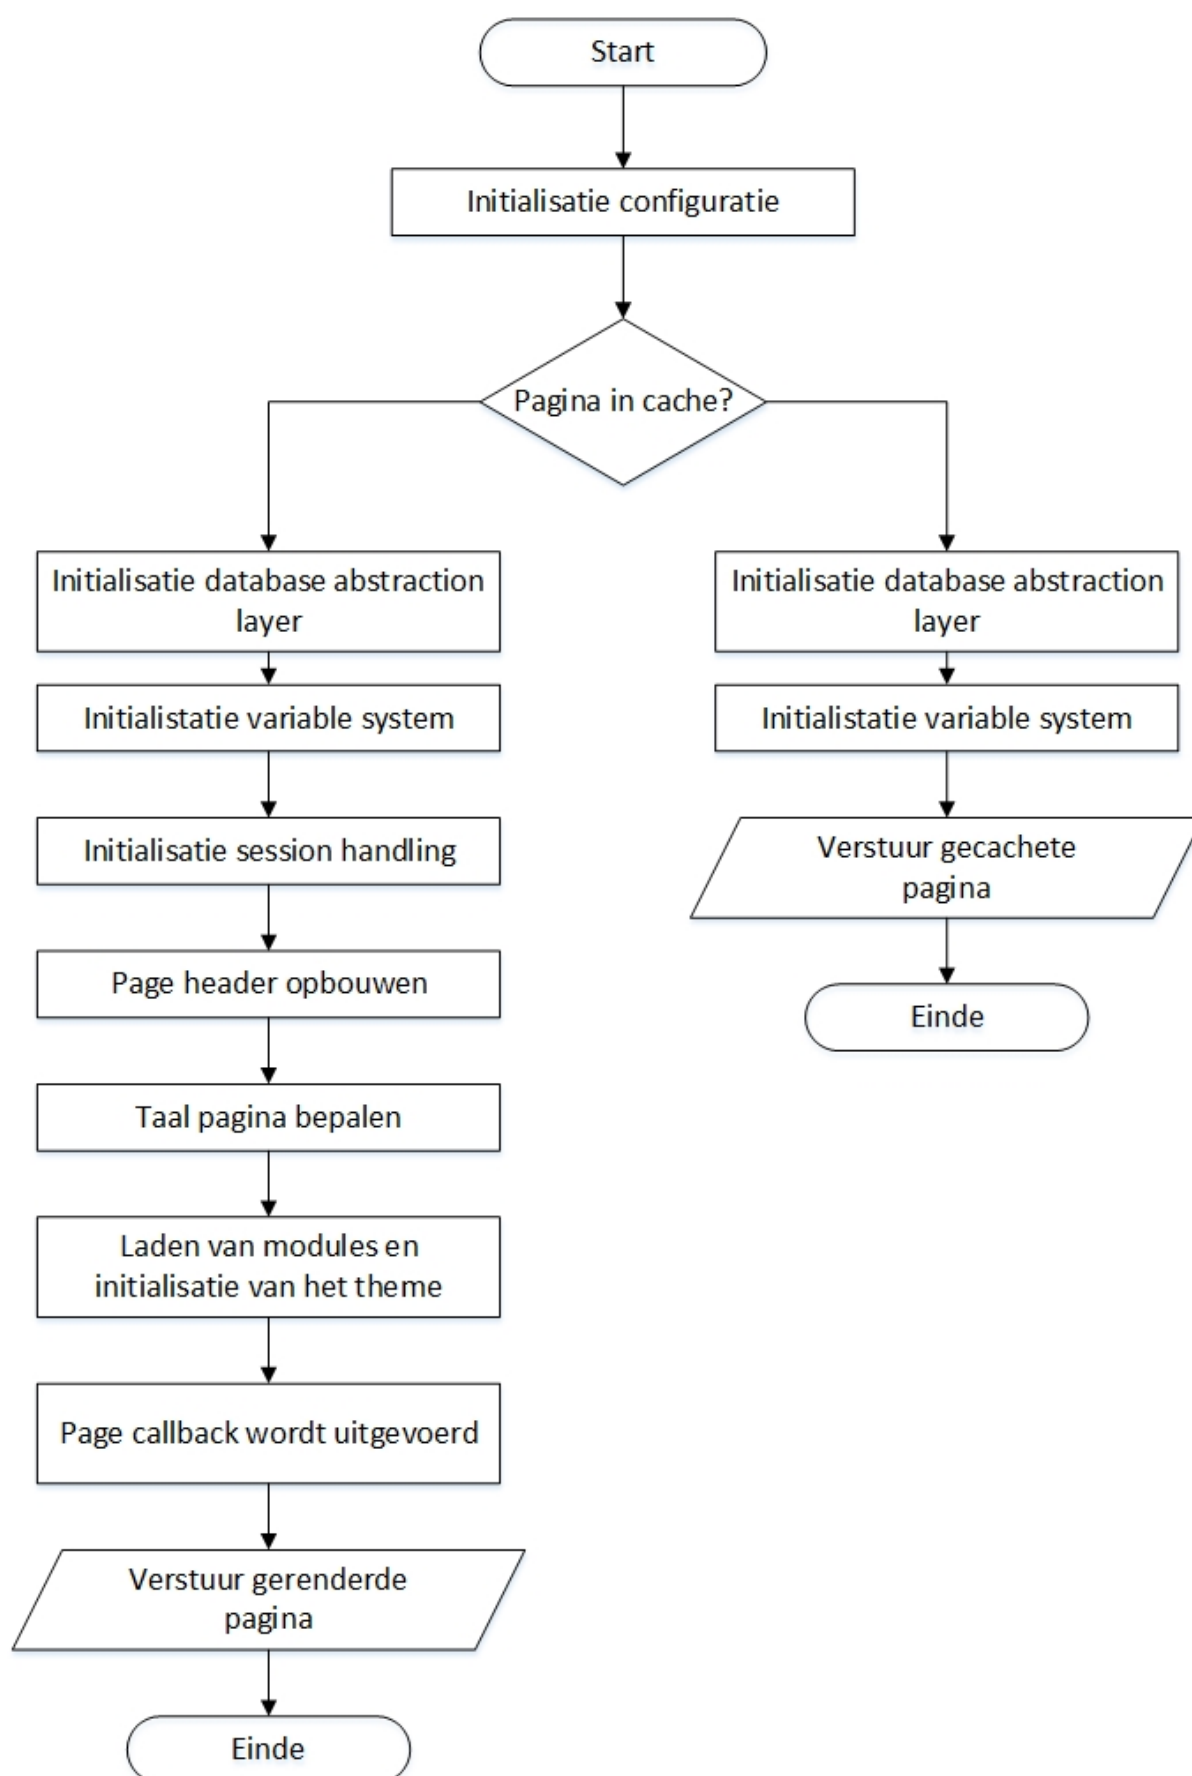 Start
Initialisatie configuratie
Pagina in cache?
Initialisatie database abstraction
layer
Initialistatie variable system
Initialisatie session handling
Page header opbouwen
Taal pagina bepalen
Laden van modules en
initialisatie van het theme
Page callback wordt uitgevoerd
Verstuur gerenderde
pagina
Einde
Initialisatie database abstraction
layer
Initialistatie variable system
Verstuur gecachete
pagina
Einde